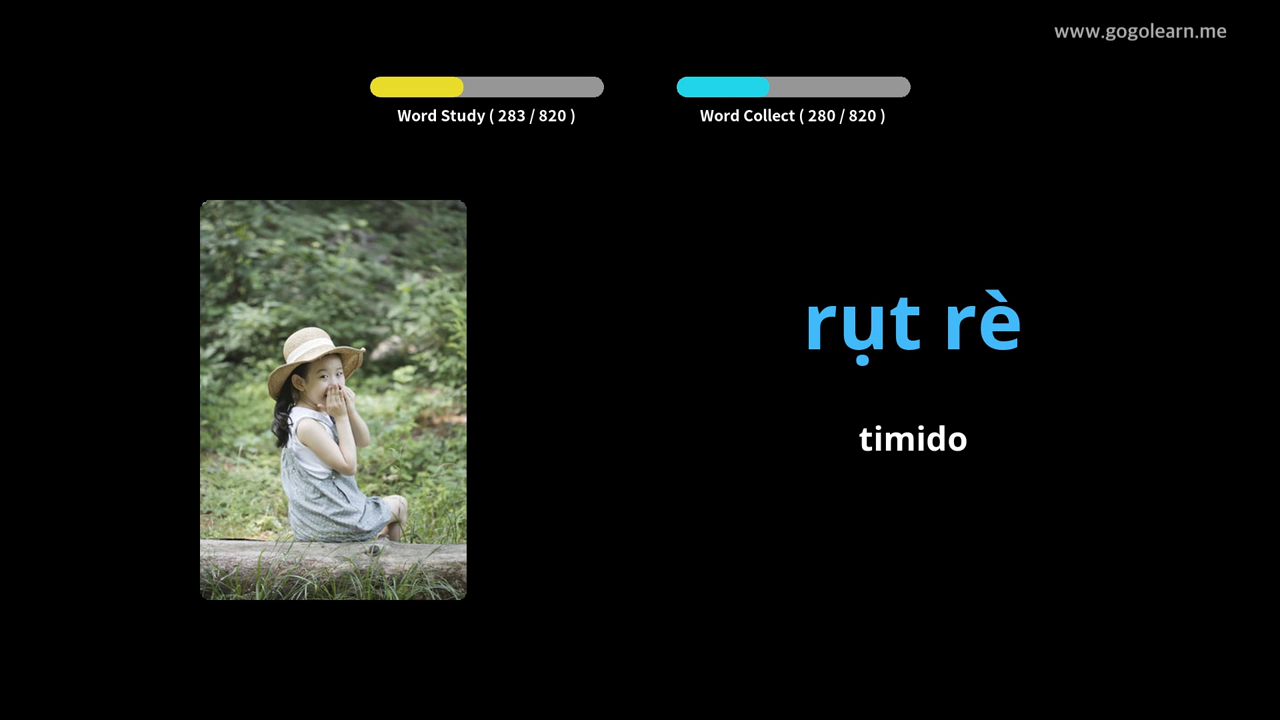 www.gogolearn.me
Word Study ( 283 / 820 )
Word Collect ( 280 / 820 )
rụt rè
timido